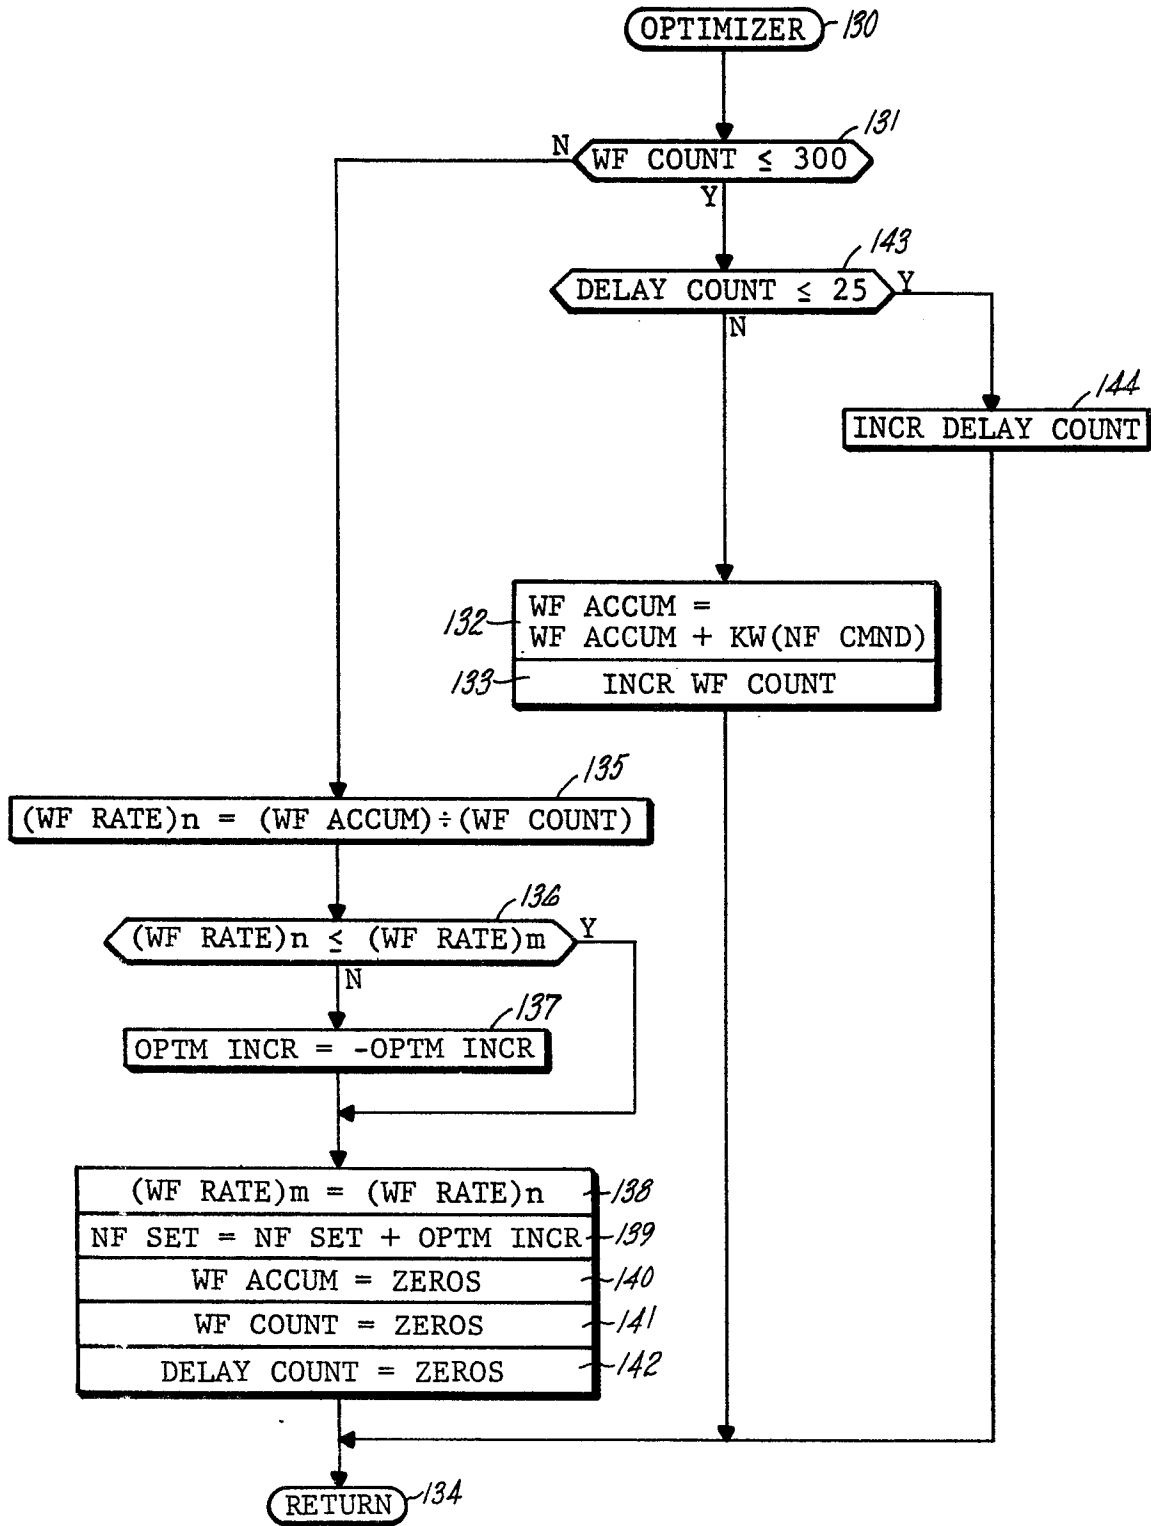 OPTIMIZER 130
131
N WF COUNT ≤ 300
Y
143
DELAY COUNT ≤ 25 Y
N
144
INCR DELAY COUNT
132 WF ACCUM =
WF ACCUM + KW(NF CMND)
133 INCR WF COUNT
135
(WF RATE)n = (WF ACCUM) ÷ (WF COUNT)
136
(WF RATE)n ≤ (WF RATE)m Y
N
137
OPTM INCR = -OPTM INCR
(WF RATE)m = (WF RATE)n 138
NF SET = NF SET + OPTM INCR 139
WF ACCUM = ZEROS 140
WF COUNT = ZEROS 141
DELAY COUNT = ZEROS 142
RETURN 134